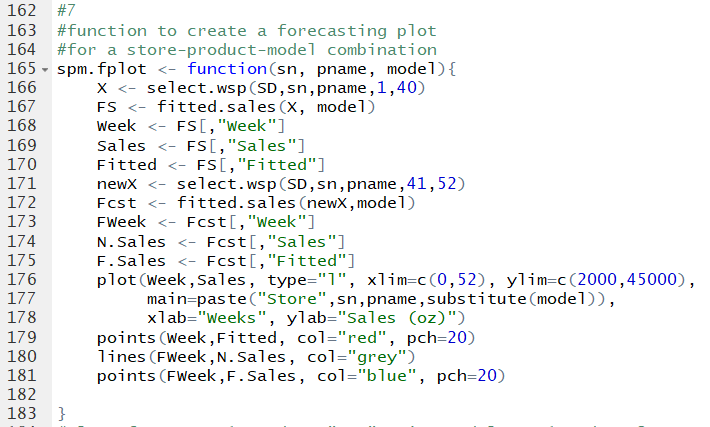 162 #7
163 #function to create a forecasting plot
164 #for a store-product-model combination
165 spm.fplot <- function(sn, pname, model){
166 X <- select.wsp(SD,sn,pname,1,40)
167 FS <- fitted.sales(X, model)
168 Week <- FS[,"Week"]
169 Sales <- FS[,"Sales"]
170 Fitted <- FS[,"Fitted"]
171 newX <- select.wsp(SD,sn,pname,41,52)
172 Fcst <- fitted.sales(newX,model)
173 FWeek <- Fcst[,"Week"]
174 N.Sales <- Fcst[,"Sales"]
175 F.Sales <- Fcst[,"Fitted"]
176 plot(Week,Sales, type="l", xlim=c(0,52), ylim=c(2000,45000),
177 main=paste("Store",sn,pname,substitute(model)),
178 xlab="Weeks", ylab="Sales (oz)")
179 points(Week,Fitted, col="red", pch=20)
180 lines(FWeek,N.Sales, col="grey")
181 points(FWeek,F.Sales, col="blue", pch=20)
182
183 }